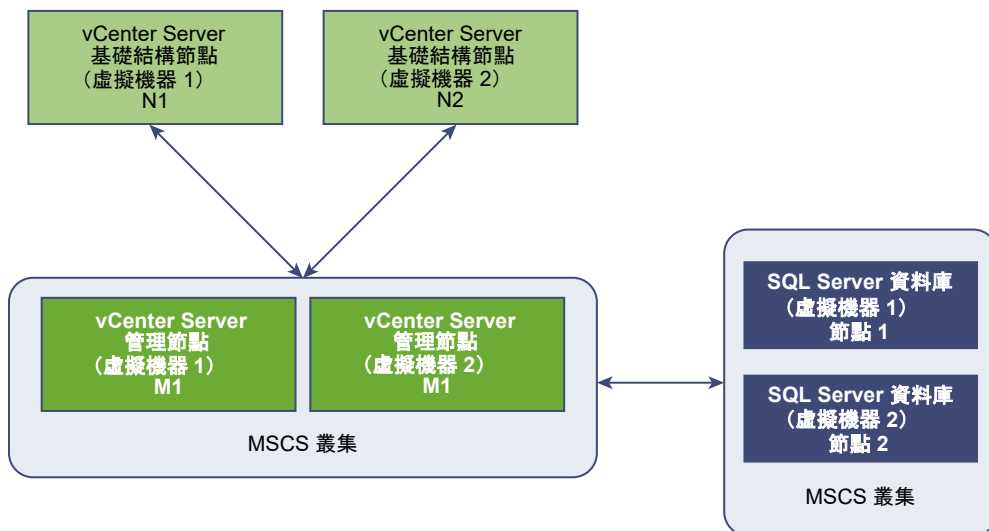 vCenter Server
基礎結構節點
（虛擬機器 1）
N1
vCenter Server
基礎結構節點
（虛擬機器 2）
N2
vCenter Server
管理節點
（虛擬機器 1）
M1
vCenter Server
管理節點
（虛擬機器 2）
M1
MSCS 叢集
SQL Server 資料庫
（虛擬機器 1）
節點 1
SQL Server 資料庫
（虛擬機器 2）
節點 2
MSCS 叢集